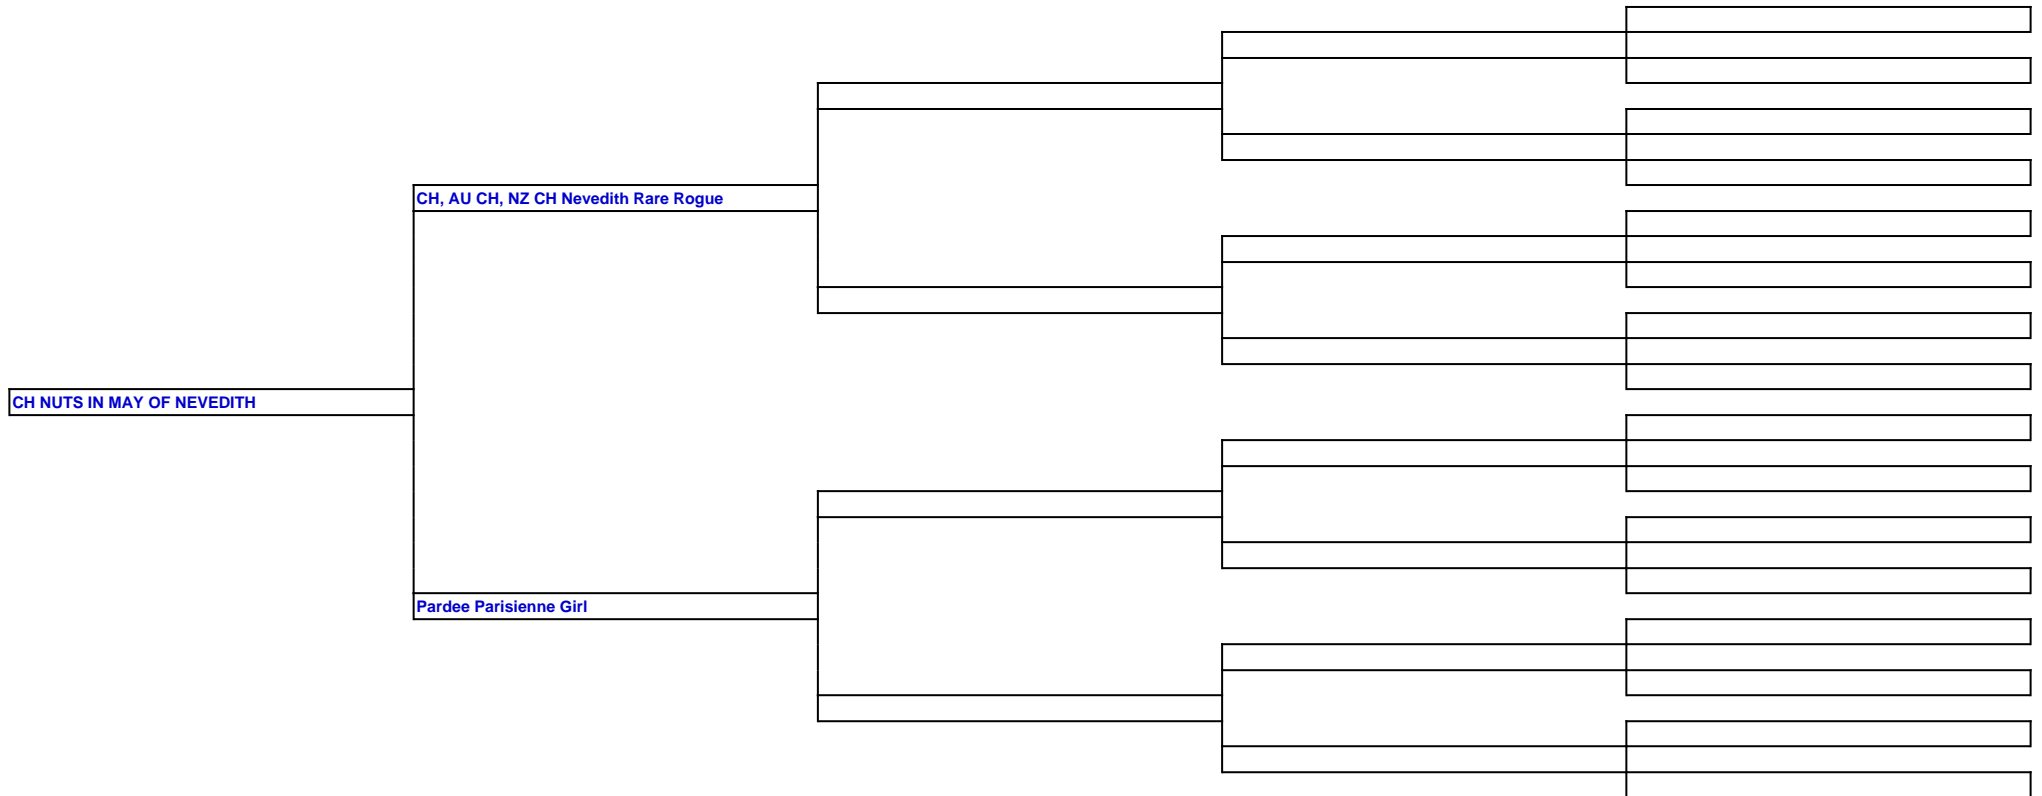 CH, AU CH, NZ CH Nevedith Rare Rogue
CH NUTS IN MAY OF NEVEDITH
Pardee Parisienne Girl